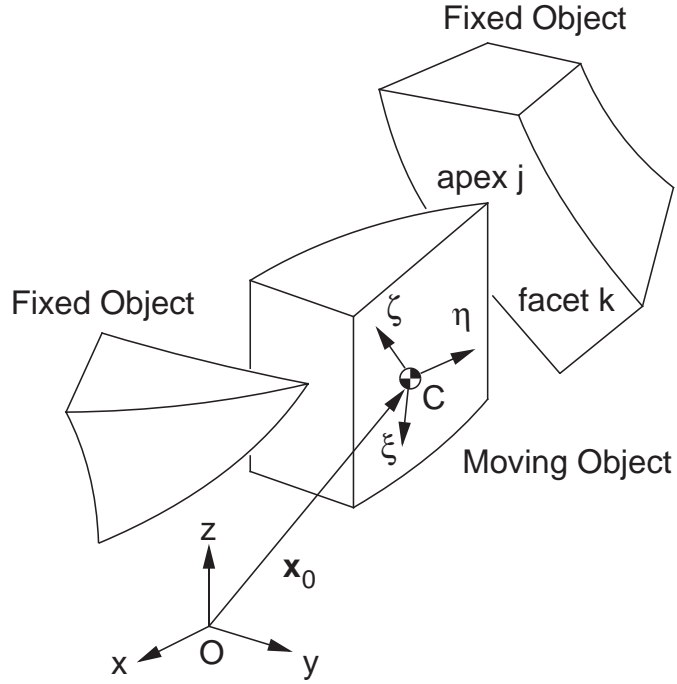 Fixed Object
apex j
Fixed Object
facet k
ζ
η
C
ξ
Moving Object
z
x₀
O
x
y